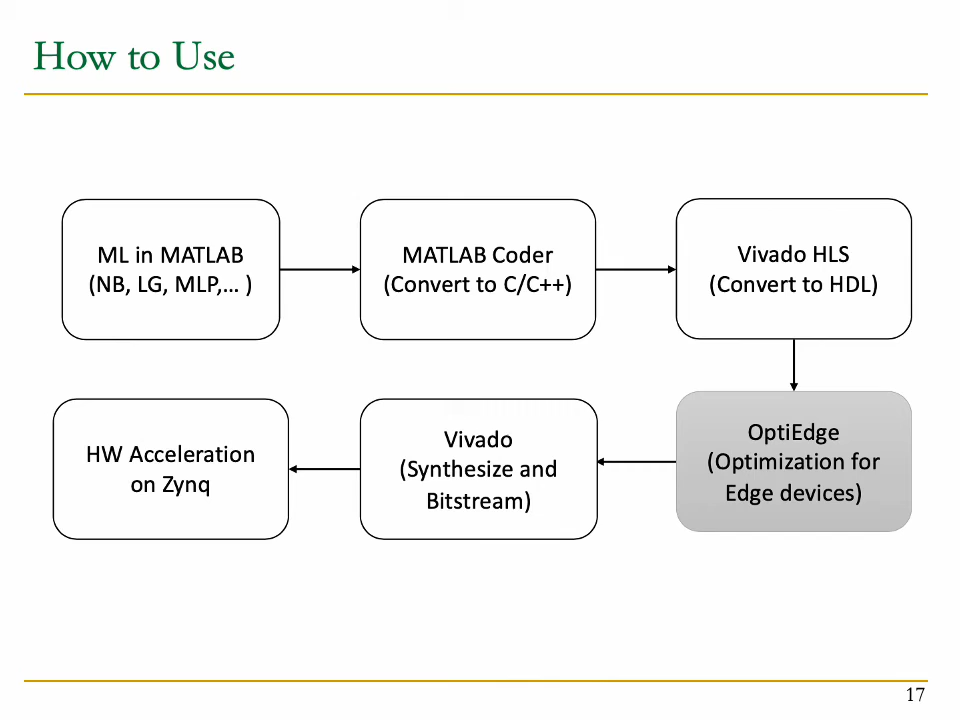 How to Use
ML in MATLAB
(NB, LG, MLP,... )
MATLAB Coder
(Convert to C/C++)
Vivado HLS
(Convert to HDL)
HW Acceleration
on Zynq
Vivado
(Synthesize and
Bitstream)
OptiEdge
(Optimization for
Edge devices)
17